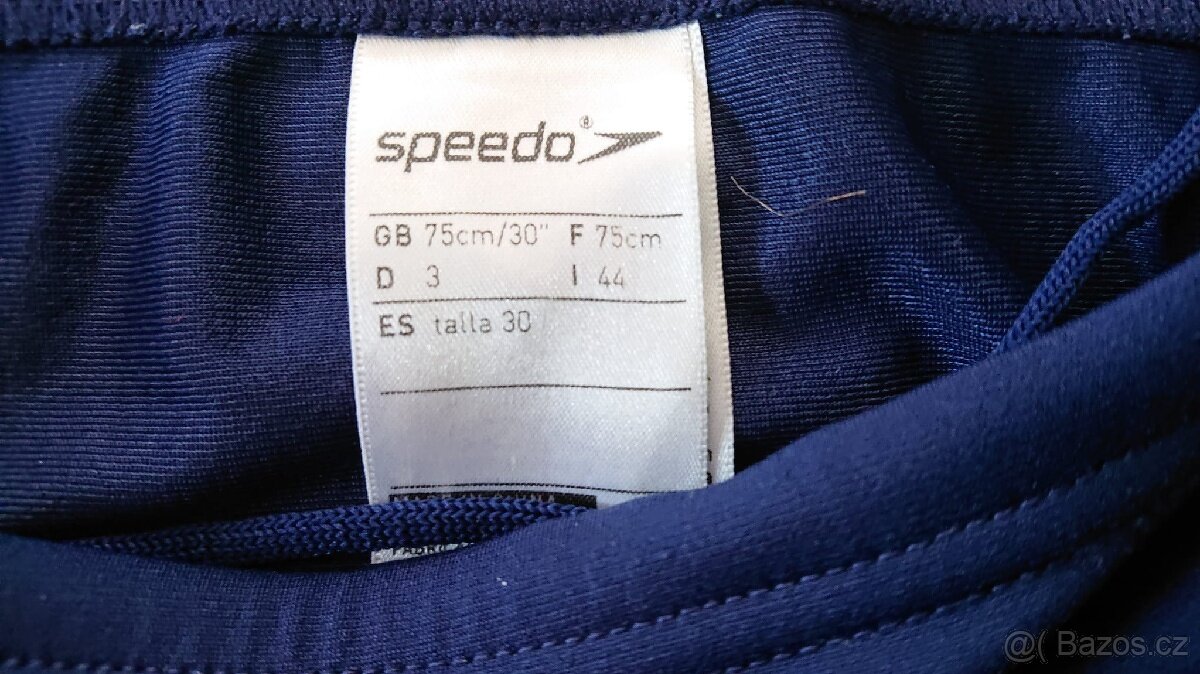 speedo®
GB 75cm/30" F 75cm
D 3 I 44
ES talla 30
@( Bazos.cz